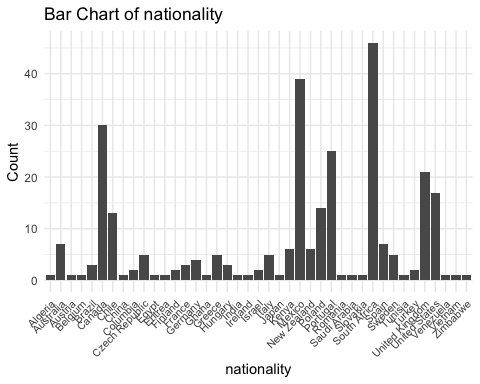 Bar Chart of nationality
Count
40
30
20
10
0
Algeria
Australia
Austria
Belgium
Brazil
Canada
Chile
China
Colombia
Czech Republic
Egypt
Eritrea
Finland
France
Germany
Ghana
Greece
Hungary
India
Ireland
Israel
Italy
Japan
Kenya
Mexico
New Zealand
Poland
Portugal
Romania
Saudi Arabia
Slovakia
South Africa
Spain
Sweden
Tunisia
Turkey
United Kingdom
United States
Venezuela
Vietnam
Zimbabwe
nationality